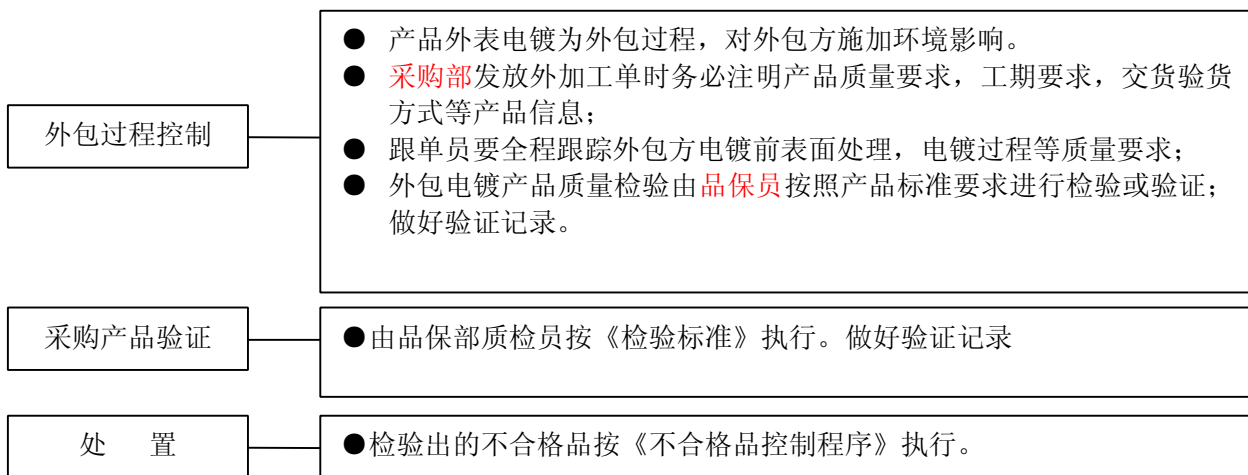 ● 产品外表电镀为外包过程，对外包方施加环境影响。
● 采购部发放外加工单时务必注明产品质量要求，工期要求，交货验货
方式等产品信息；
外包过程控制
● 跟单员要全程跟踪外包方电镀前表面处理，电镀过程等质量要求；
● 外包电镀产品质量检验由品保员按照产品标准要求进行检验或验证；
做好验证记录。
采购产品验证
●由品保部质检员按《检验标准》执行。做好验证记录
处 置
●检验出的不合格品按《不合格品控制程序》执行。